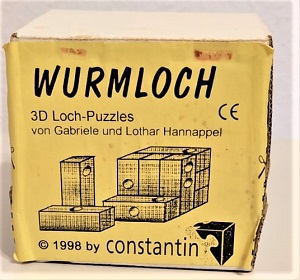 WURMLOCH
3D Loch-Puzzles
von Gabriele und Lothar Hannappel
CE
© 1998 by constantin